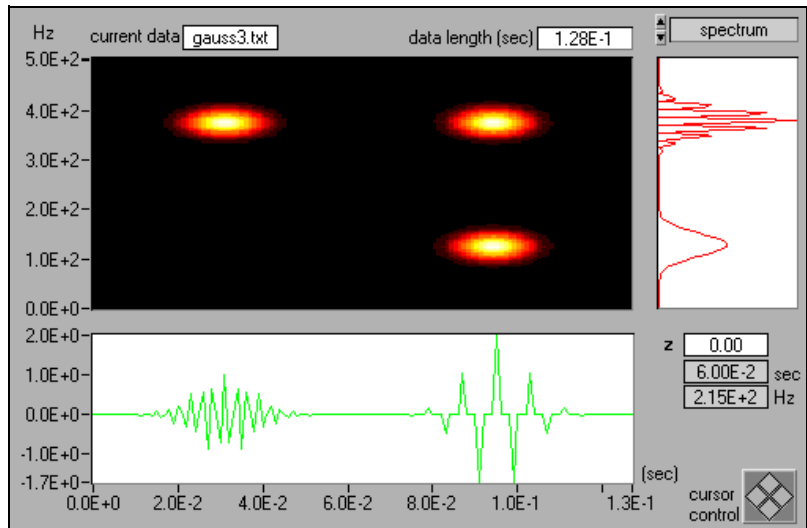 Hz current data gauss3.txt data length (sec) 1.28E-1 spectrum
5.0E+2
4.0E+2
3.0E+2
2.0E+2
1.0E+2
0.0E+0
2.0E+0
1.0E+0
0.0E+0
-1.0E+0
-1.7E+0
0.0E+0 2.0E-2 4.0E-2 6.0E-2 8.0E-2 1.0E-1 1.3E-1
(sec)
z 0.00
6.00E-2 sec
2.15E+2 Hz
cursor
control